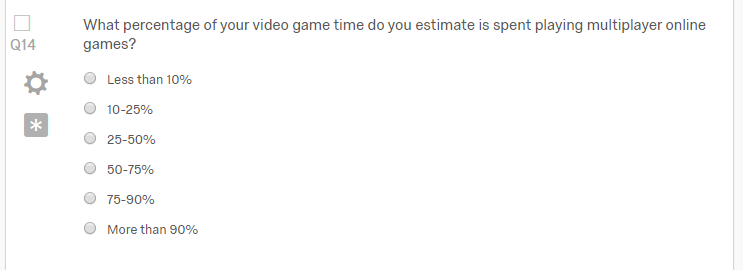 What percentage of your video game time do you estimate is spent playing multiplayer online
Q14
games?
Less than 10%
*
10-25%
25-50%
50-75%
75-90%
More than 90%